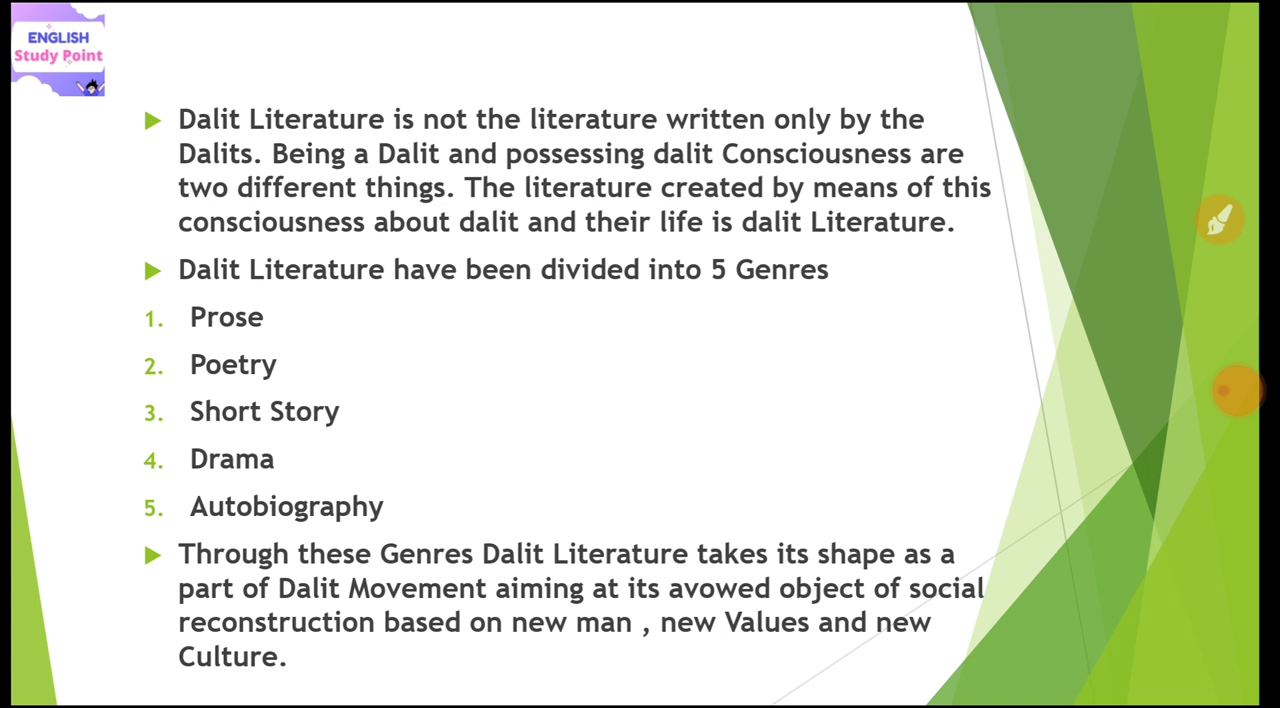 ENGLISH
Study Point
Dalit Literature is not the literature written only by the
Dalits. Being a Dalit and possessing dalit Consciousness are
two different things. The literature created by means of this
consciousness about dalit and their life is dalit Literature.
Dalit Literature have been divided into 5 Genres
1. Prose
2. Poetry
3. Short Story
4. Drama
5. Autobiography
Through these Genres Dalit Literature takes its shape as a
part of Dalit Movement aiming at its avowed object of social
reconstruction based on new man , new Values and new
Culture.